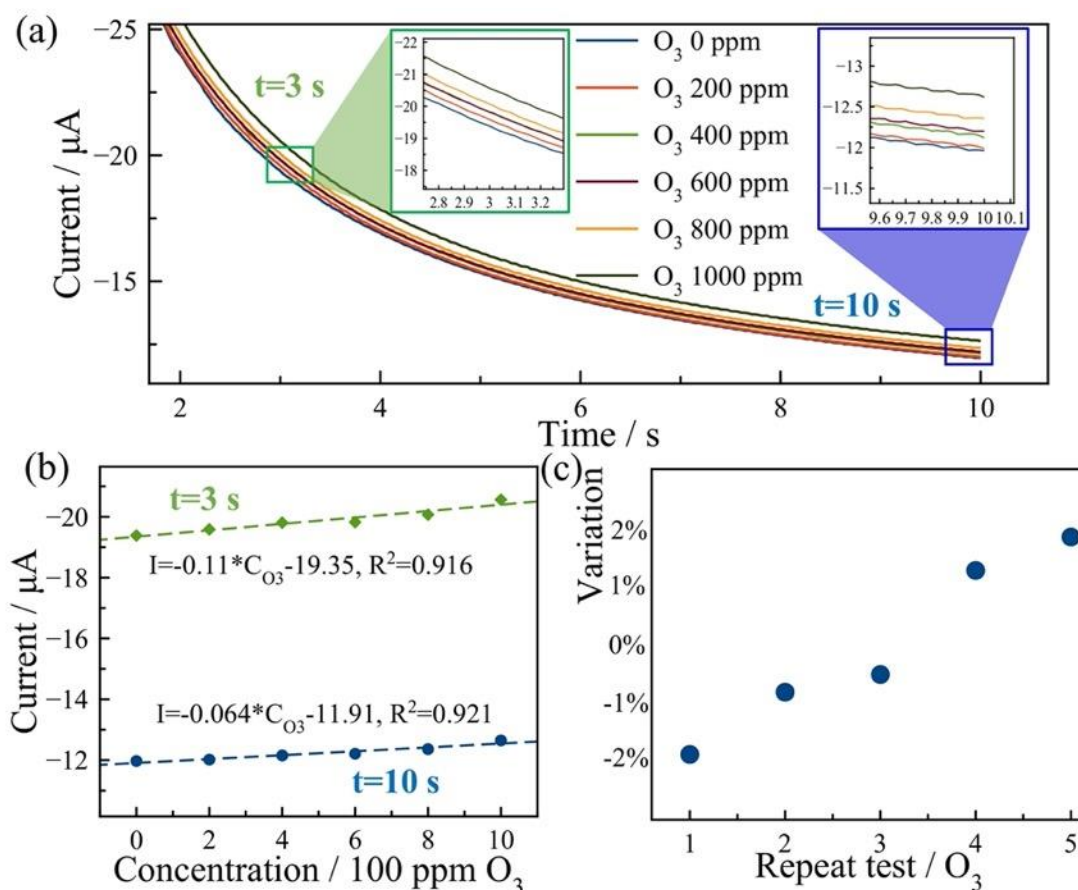 (a)
−25
−20
−15
Current / μA
t=3 s
−22
−21
−20
−19
−18
2.8 2.9 3 3.1 3.2
O3 0 ppm
O3 200 ppm
O3 400 ppm
O3 600 ppm
O3 800 ppm
O3 1000 ppm
−13
−12.5
−12
−11.5
9.6 9.7 9.8 9.9 10 10.1
t=10 s
2 4 6 8 10
Time / s
(b)
−20
−18
−16
−14
−12
Current / μA
t=3 s
I=-0.11*CO3-19.35, R2=0.916
I=-0.064*CO3-11.91, R2=0.921
t=10 s
0 2 4 6 8 10
Concentration / 100 ppm O3
(c)
Variation
2%
1%
0%
-1%
-2%
1 2 3 4 5
Repeat test / O3